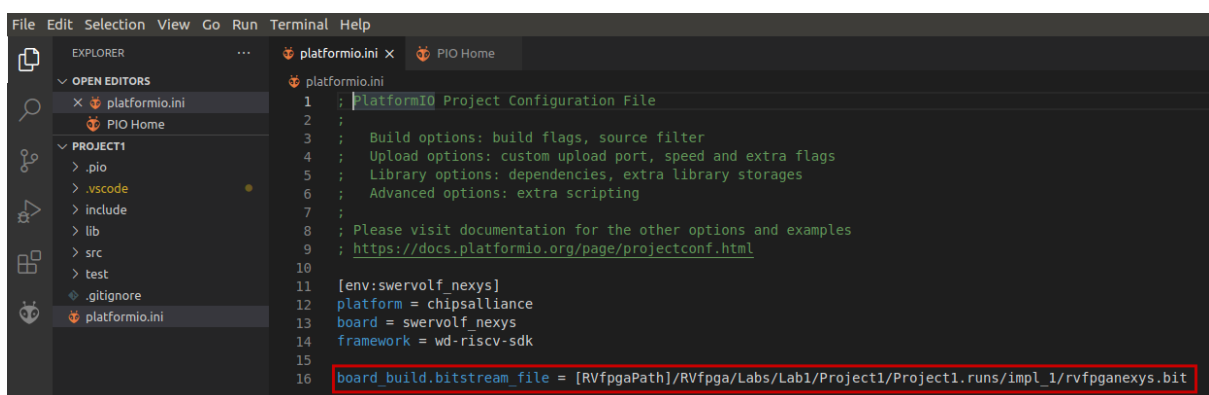 File Edit Selection View Go Run Terminal Help
EXPLORER ...
OPEN EDITORS
platformio.ini
PIO Home
PROJECT1
.pio
.vscode
include
lib
src
test
.gitignore
platformio.ini
platformio.ini PIO Home
platformio.ini
1 ; PlatformIO Project Configuration File
2 ;
3 ;   Build options: build flags, source filter
4 ;   Upload options: custom upload port, speed and extra flags
5 ;   Library options: dependencies, extra library storages
6 ;   Advanced options: extra scripting
7 ;
8 ; Please visit documentation for the other options and examples
9 ; https://docs.platformio.org/page/projectconf.html
10
11 [env:swervolf_nexys]
12 platform = chipsalliance
13 board = swervolf_nexys
14 framework = wd-riscv-sdk
15
16 board_build.bitstream_file = [RVfpgaPath]/RVfpga/Labs/Lab1/Project1/Project1.runs/impl_1/rvfpganexys.bit